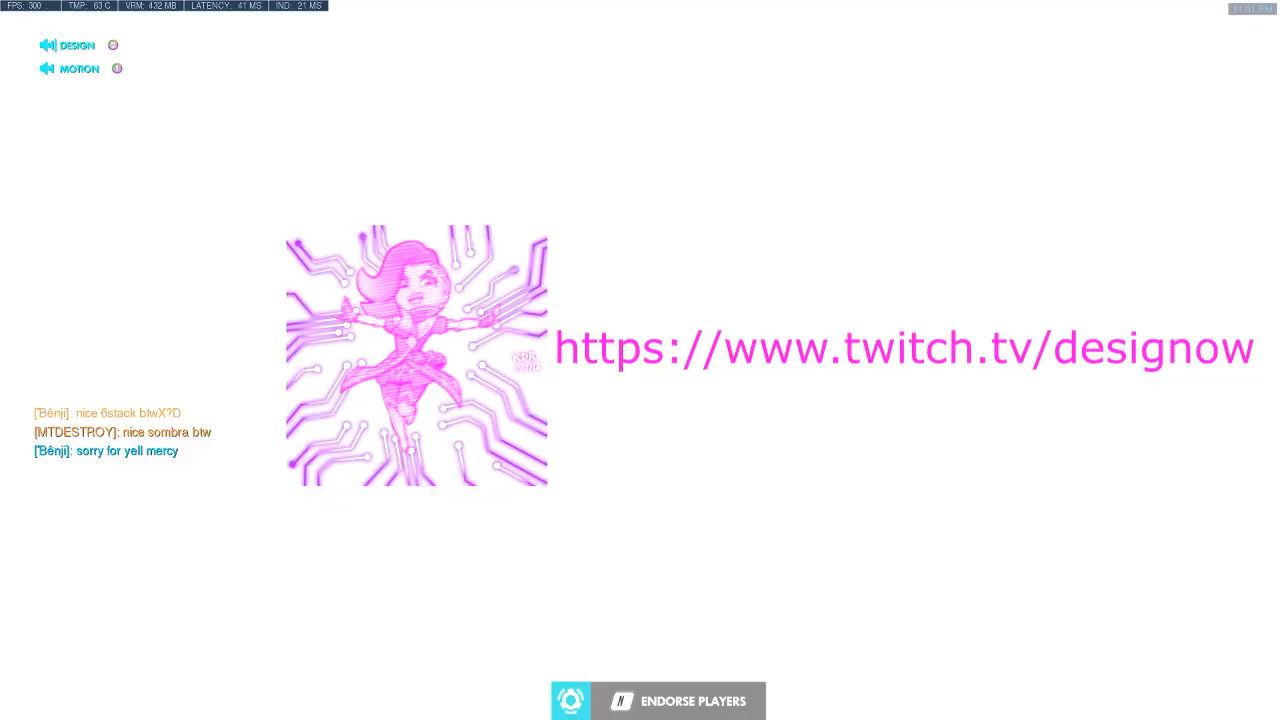 FPS: 300 TMP: 63 C VRM: 432 MB LATENCY: 41 MS IND: 21 MS
DESIGN
MOTION
https://www.twitch.tv/designow
[Bênji]: nice 6stack btwX?D
[MTDESTROY]: nice sombra btw
[Bênji]: sorry for yell mercy
N ENDORSE PLAYERS